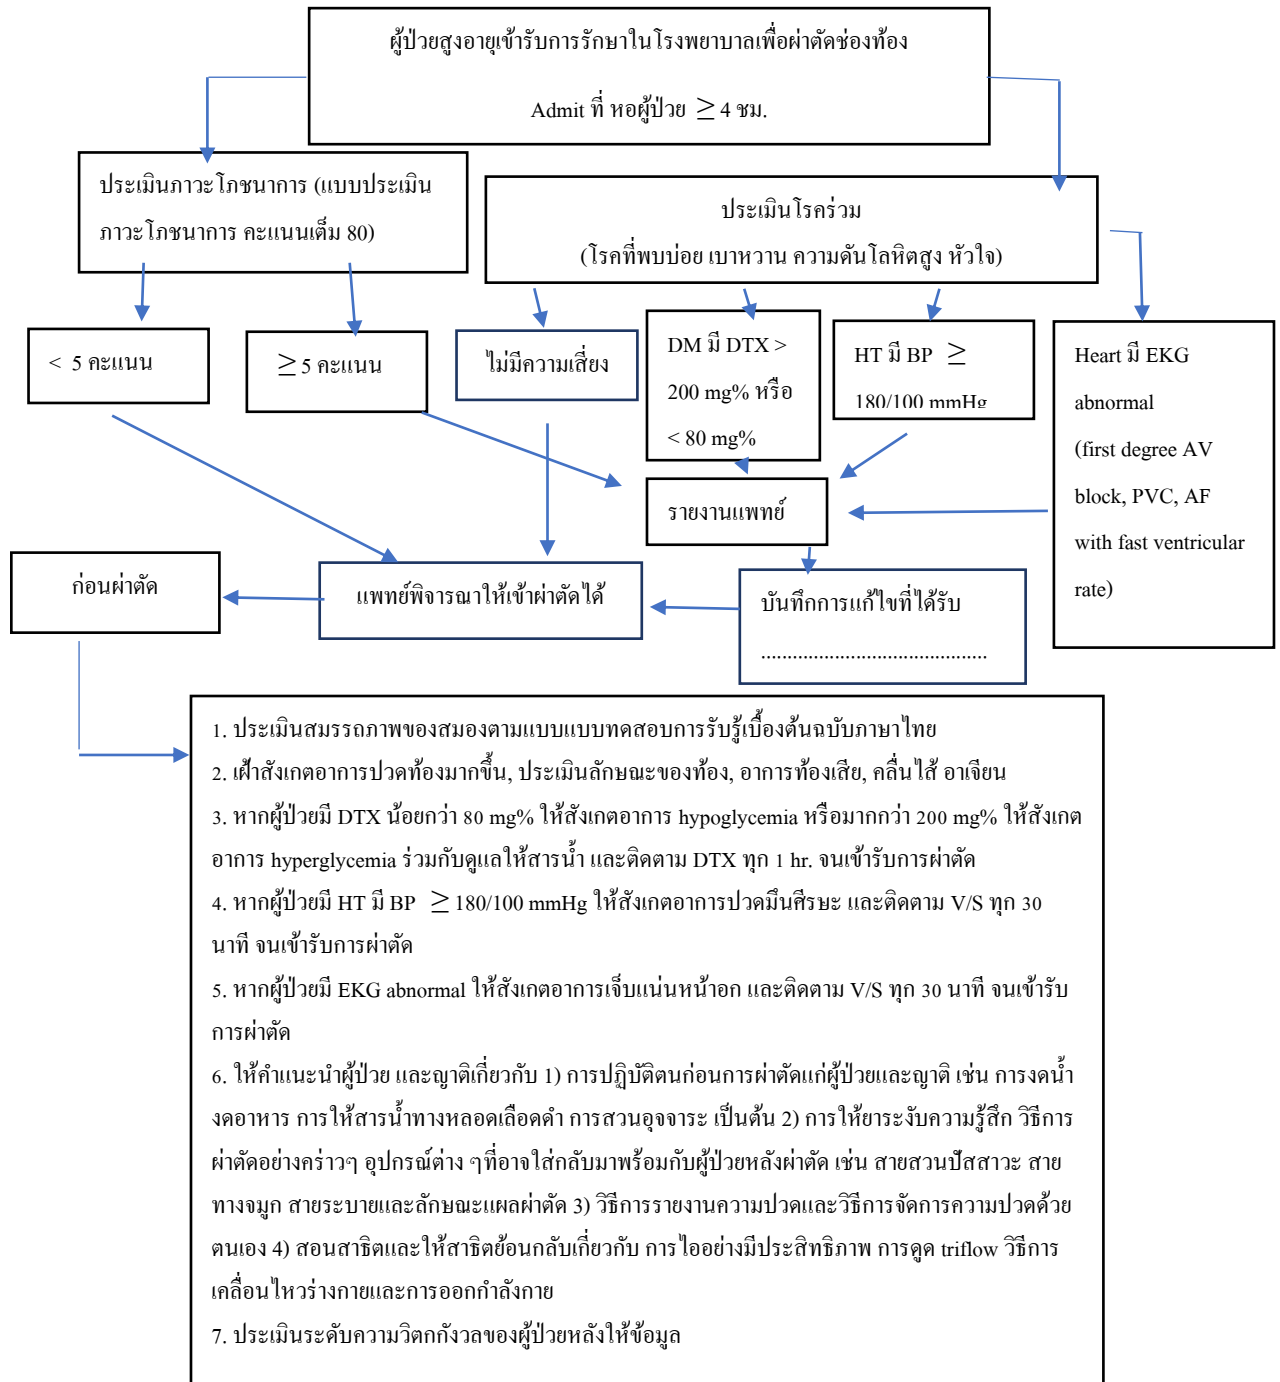 ผู้ป่วยสูงอายุเข้ารับการรักษาในโรงพยาบาลเพื่อผ่าตัดช่องท้อง
Admit ที่ หอผู้ป่วย ≥ 4 ชม.
ประเมินภาวะโภชนาการ (แบบประเมิน
ภาวะโภชนาการ คะแนนเต็ม 80)
ประเมินโรคร่วม
(โรคที่พบบ่อย เบาหวาน ความดันโลหิตสูง หัวใจ)
< 5 คะแนน
≥ 5 คะแนน
ไม่มีความเสี่ยง
DM มี DTX >
200 mg% หรือ
< 80 mg%
HT มี BP ≥
180/100 mmHg
Heart มี EKG
abnormal
(first degree AV
block, PVC, AF
with fast ventricular
rate)
รายงานแพทย์
ก่อนผ่าตัด
แพทย์พิจารณาให้เข้าผ่าตัดได้
บันทึกการแก้ไขที่ได้รับ
...........................................
1. ประเมินสมรรถภาพของสมองตามแบบแบบทดสอบการรับรู้เบื้องต้นฉบับภาษาไทย
2. เฝ้าสังเกตอาการปวดท้องมากขึ้น, ประเมินลักษณะของท้อง, อาการท้องเสีย, คลื่นไส้ อาเจียน
3. หากผู้ป่วยมี DTX น้อยกว่า 80 mg% ให้สังเกตอาการ hypoglycemia หรือมากกว่า 200 mg% ให้สังเกต
อาการ hyperglycemia ร่วมกับดูแลให้สารน้ำ และติดตาม DTX ทุก 1 hr. จนเข้ารับการผ่าตัด
4. หากผู้ป่วยมี HT มี BP ≥ 180/100 mmHg ให้สังเกตอาการปวดมึนศีรษะ และติดตาม V/S ทุก 30
นาที จนเข้ารับการผ่าตัด
5. หากผู้ป่วยมี EKG abnormal ให้สังเกตอาการเจ็บแน่นหน้าอก และติดตาม V/S ทุก 30 นาที จนเข้ารับ
การผ่าตัด
6. ให้คำแนะนำผู้ป่วย และญาติเกี่ยวกับ 1) การปฏิบัติตนก่อนการผ่าตัดแก่ผู้ป่วยและญาติ เช่น การงดน้ำ
งดอาหาร การให้สารน้ำทางหลอดเลือดดำ การสวนอุจจาระ เป็นต้น 2) การให้ยาระงับความรู้สึก วิธีการ
ผ่าตัดอย่างคร่าวๆ อุปกรณ์ต่าง ๆที่อาจใส่กลับมาพร้อมกับผู้ป่วยหลังผ่าตัด เช่น สายสวนปัสสาวะ สาย
ทางจมูก สายระบายและลักษณะแผลผ่าตัด 3) วิธีการรายงานความปวดและวิธีการจัดการความปวดด้วย
ตนเอง 4) สอนสาธิตและให้สาธิตย้อนกลับเกี่ยวกับ การไออย่างมีประสิทธิภาพ การดูด triflow วิธีการ
เคลื่อนไหวร่างกายและการออกกำลังกาย
7. ประเมินระดับความวิตกกังวลของผู้ป่วยหลังให้ข้อมูล